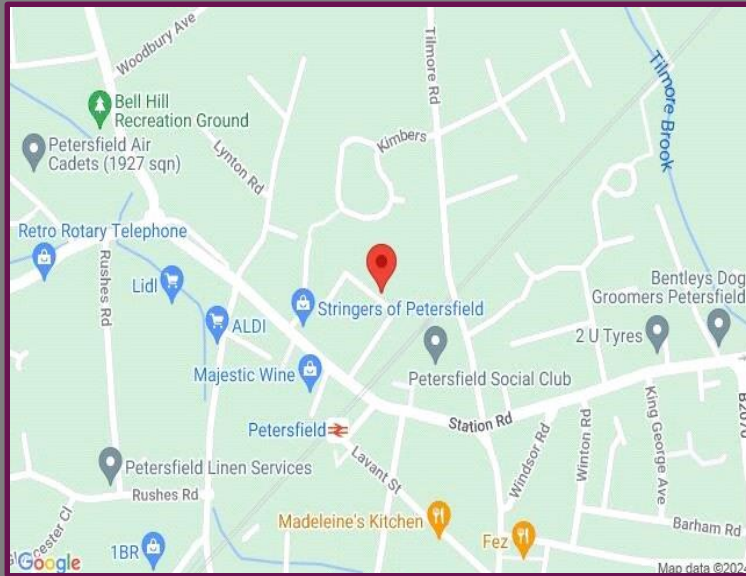 Woodbury Ave
Bell Hill
Recreation Ground
Tilmore Rd
Tilmore Brook
Kimbers
Petersfield Air
Cadets (1927 sqn)
Lynton Rd
Retro Rotary Telephone
Rushes Rd
Lidl
ALDI
Stringers of Petersfield
Bentleys Dog
Groomers Petersfield
2 U Tyres
Majestic Wine
Petersfield Social Club
Petersfield
Station Rd
B2070
King George Ave
Winton Rd
Windsor Rd
Lavant St
Petersfield Linen Services
Rushes Rd
Madeleine's Kitchen
Fez
Barham Rd
1BR
Google
Map data ©2024